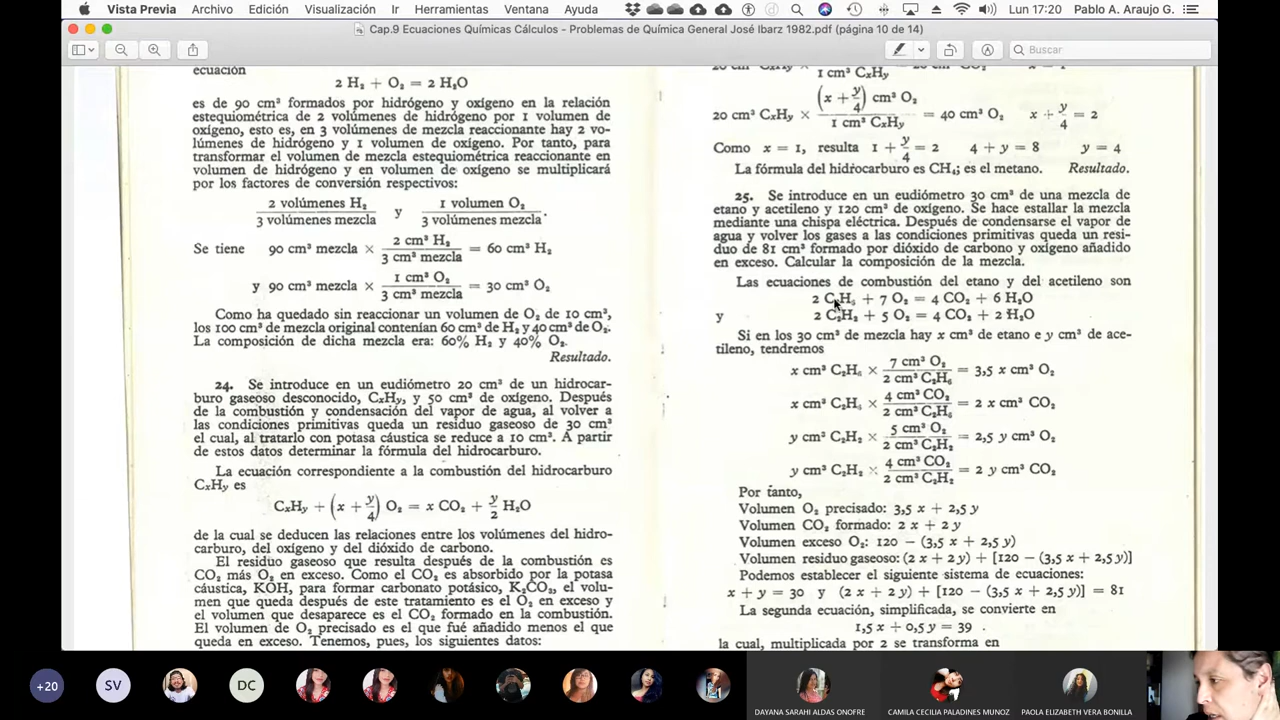 Vista Previa Archivo Edición Visualización Ir Herramientas Ventana Ayuda Lun 17:20 Pablo A. Araujo G.
Cap.9 Ecuaciones Químicas Cálculos - Problemas de Química General José Ibarz 1982.pdf (página 10 de 14)
Buscar
ecuación
2 H₂ + O₂ = 2 H₂O
es de 90 cm³ formados por hidrógeno y oxígeno en la relación
estequiométrica de 2 volúmenes de hidrógeno por 1 volumen de
oxígeno, esto es, en 3 volúmenes de mezcla reaccionante hay 2 vo-
lúmenes de hidrógeno y 1 volumen de oxígeno. Por tanto, para
transformar el volumen de mezcla estequiométrica reaccionante en
volumen de hidrógeno y en volumen de oxígeno se multiplicará
por los factores de conversión respectivos:
2 volúmenes H₂ / 3 volúmenes mezcla y 1 volumen O₂ / 3 volúmenes mezcla.
Se tiene 90 cm³ mezcla × 2 cm³ H₂ / 3 cm³ mezcla = 60 cm³ H₂
y 90 cm³ mezcla × 1 cm³ O₂ / 3 cm³ mezcla = 30 cm³ O₂
Como ha quedado sin reaccionar un volumen de O₂ de 10 cm³,
los 100 cm³ de mezcla original contenían 60 cm³ de H₂ y 40 cm³ de O₂.
La composición de dicha mezcla era: 60% H₂ y 40% O₂.
Resultado.
24. Se introduce en un eudiómetro 20 cm³ de un hidrocar-
buro gaseoso desconocido, CxHy, y 50 cm³ de oxígeno. Después
de la combustión y condensación del vapor de agua, al volver a
las condiciones primitivas queda un residuo gaseoso de 30 cm³
el cual, al tratarlo con potasa cáustica se reduce a 10 cm³. A partir
de estos datos determinar la fórmula del hidrocarburo.
La ecuación correspondiente a la combustión del hidrocarburo
CxHy es
CxHy + (x + y/4) O₂ = x CO₂ + y/2 H₂O
de la cual se deducen las relaciones entre los volúmenes del hidro-
carburo, del oxígeno y del dióxido de carbono.
El residuo gaseoso que resulta después de la combustión es
CO₂ más O₂ en exceso. Como el CO₂ es absorbido por la potasa
cáustica, KOH, para formar carbonato potásico, K₂CO₃, el volu-
men que queda después de este tratamiento es el O₂ en exceso y
el volumen que desaparece es el CO₂ formado en la combustión.
El volumen de O₂ precisado es el que fué añadido menos el que
queda en exceso. Tenemos, pues, los siguientes datos:
1 cm³ CxHy
20 cm³ CxHy × (x + y/4) cm³ O₂ / 1 cm³ CxHy = 40 cm³ O₂ x + y/4 = 2
Como x = 1, resulta 1 + y/4 = 2 4 + y = 8 y = 4
La fórmula del hidrocarburo es CH₄; es el metano. Resultado.
25. Se introduce en un eudiómetro 30 cm³ de una mezcla de
etano y acetileno y 120 cm³ de oxígeno. Se hace estallar la mezcla
mediante una chispa eléctrica. Después de condensarse el vapor de
agua y volver los gases a las condiciones primitivas queda un resi-
duo de 81 cm³ formado por dióxido de carbono y oxígeno añadido
en exceso. Calcular la composición de la mezcla.
Las ecuaciones de combustión del etano y del acetileno son
2 C₂H₆ + 7 O₂ = 4 CO₂ + 6 H₂O
y 2 C₂H₂ + 5 O₂ = 4 CO₂ + 2 H₂O
Si en los 30 cm³ de mezcla hay x cm³ de etano e y cm³ de ace-
tileno, tendremos
x cm³ C₂H₆ × 7 cm³ O₂ / 2 cm³ C₂H₆ = 3,5 x cm³ O₂
x cm³ C₂H₆ × 4 cm³ CO₂ / 2 cm³ C₂H₆ = 2 x cm³ CO₂
y cm³ C₂H₂ × 5 cm³ O₂ / 2 cm³ C₂H₂ = 2,5 y cm³ O₂
y cm³ C₂H₂ × 4 cm³ CO₂ / 2 cm³ C₂H₂ = 2 y cm³ CO₂
Por tanto,
Volumen O₂ precisado: 3,5 x + 2,5 y
Volumen CO₂ formado: 2 x + 2 y
Volumen exceso O₂: 120 — (3,5 x + 2,5 y)
Volumen residuo gaseoso: (2 x + 2 y) + [120 — (3,5 x + 2,5 y)]
Podemos establecer el siguiente sistema de ecuaciones:
x + y = 30 y (2 x + 2 y) + [120 — (3,5 x + 2,5 y)] = 81
La segunda ecuación, simplificada, se convierte en
1,5 x + 0,5 y = 39 .
la cual, multiplicada por 2 se transforma en
+20 SV DC
DAYANA SARAHI ALDAS ONOFRE CAMILA CECILIA PALADINES MUNOZ PAOLA ELIZABETH VERA BONILLA